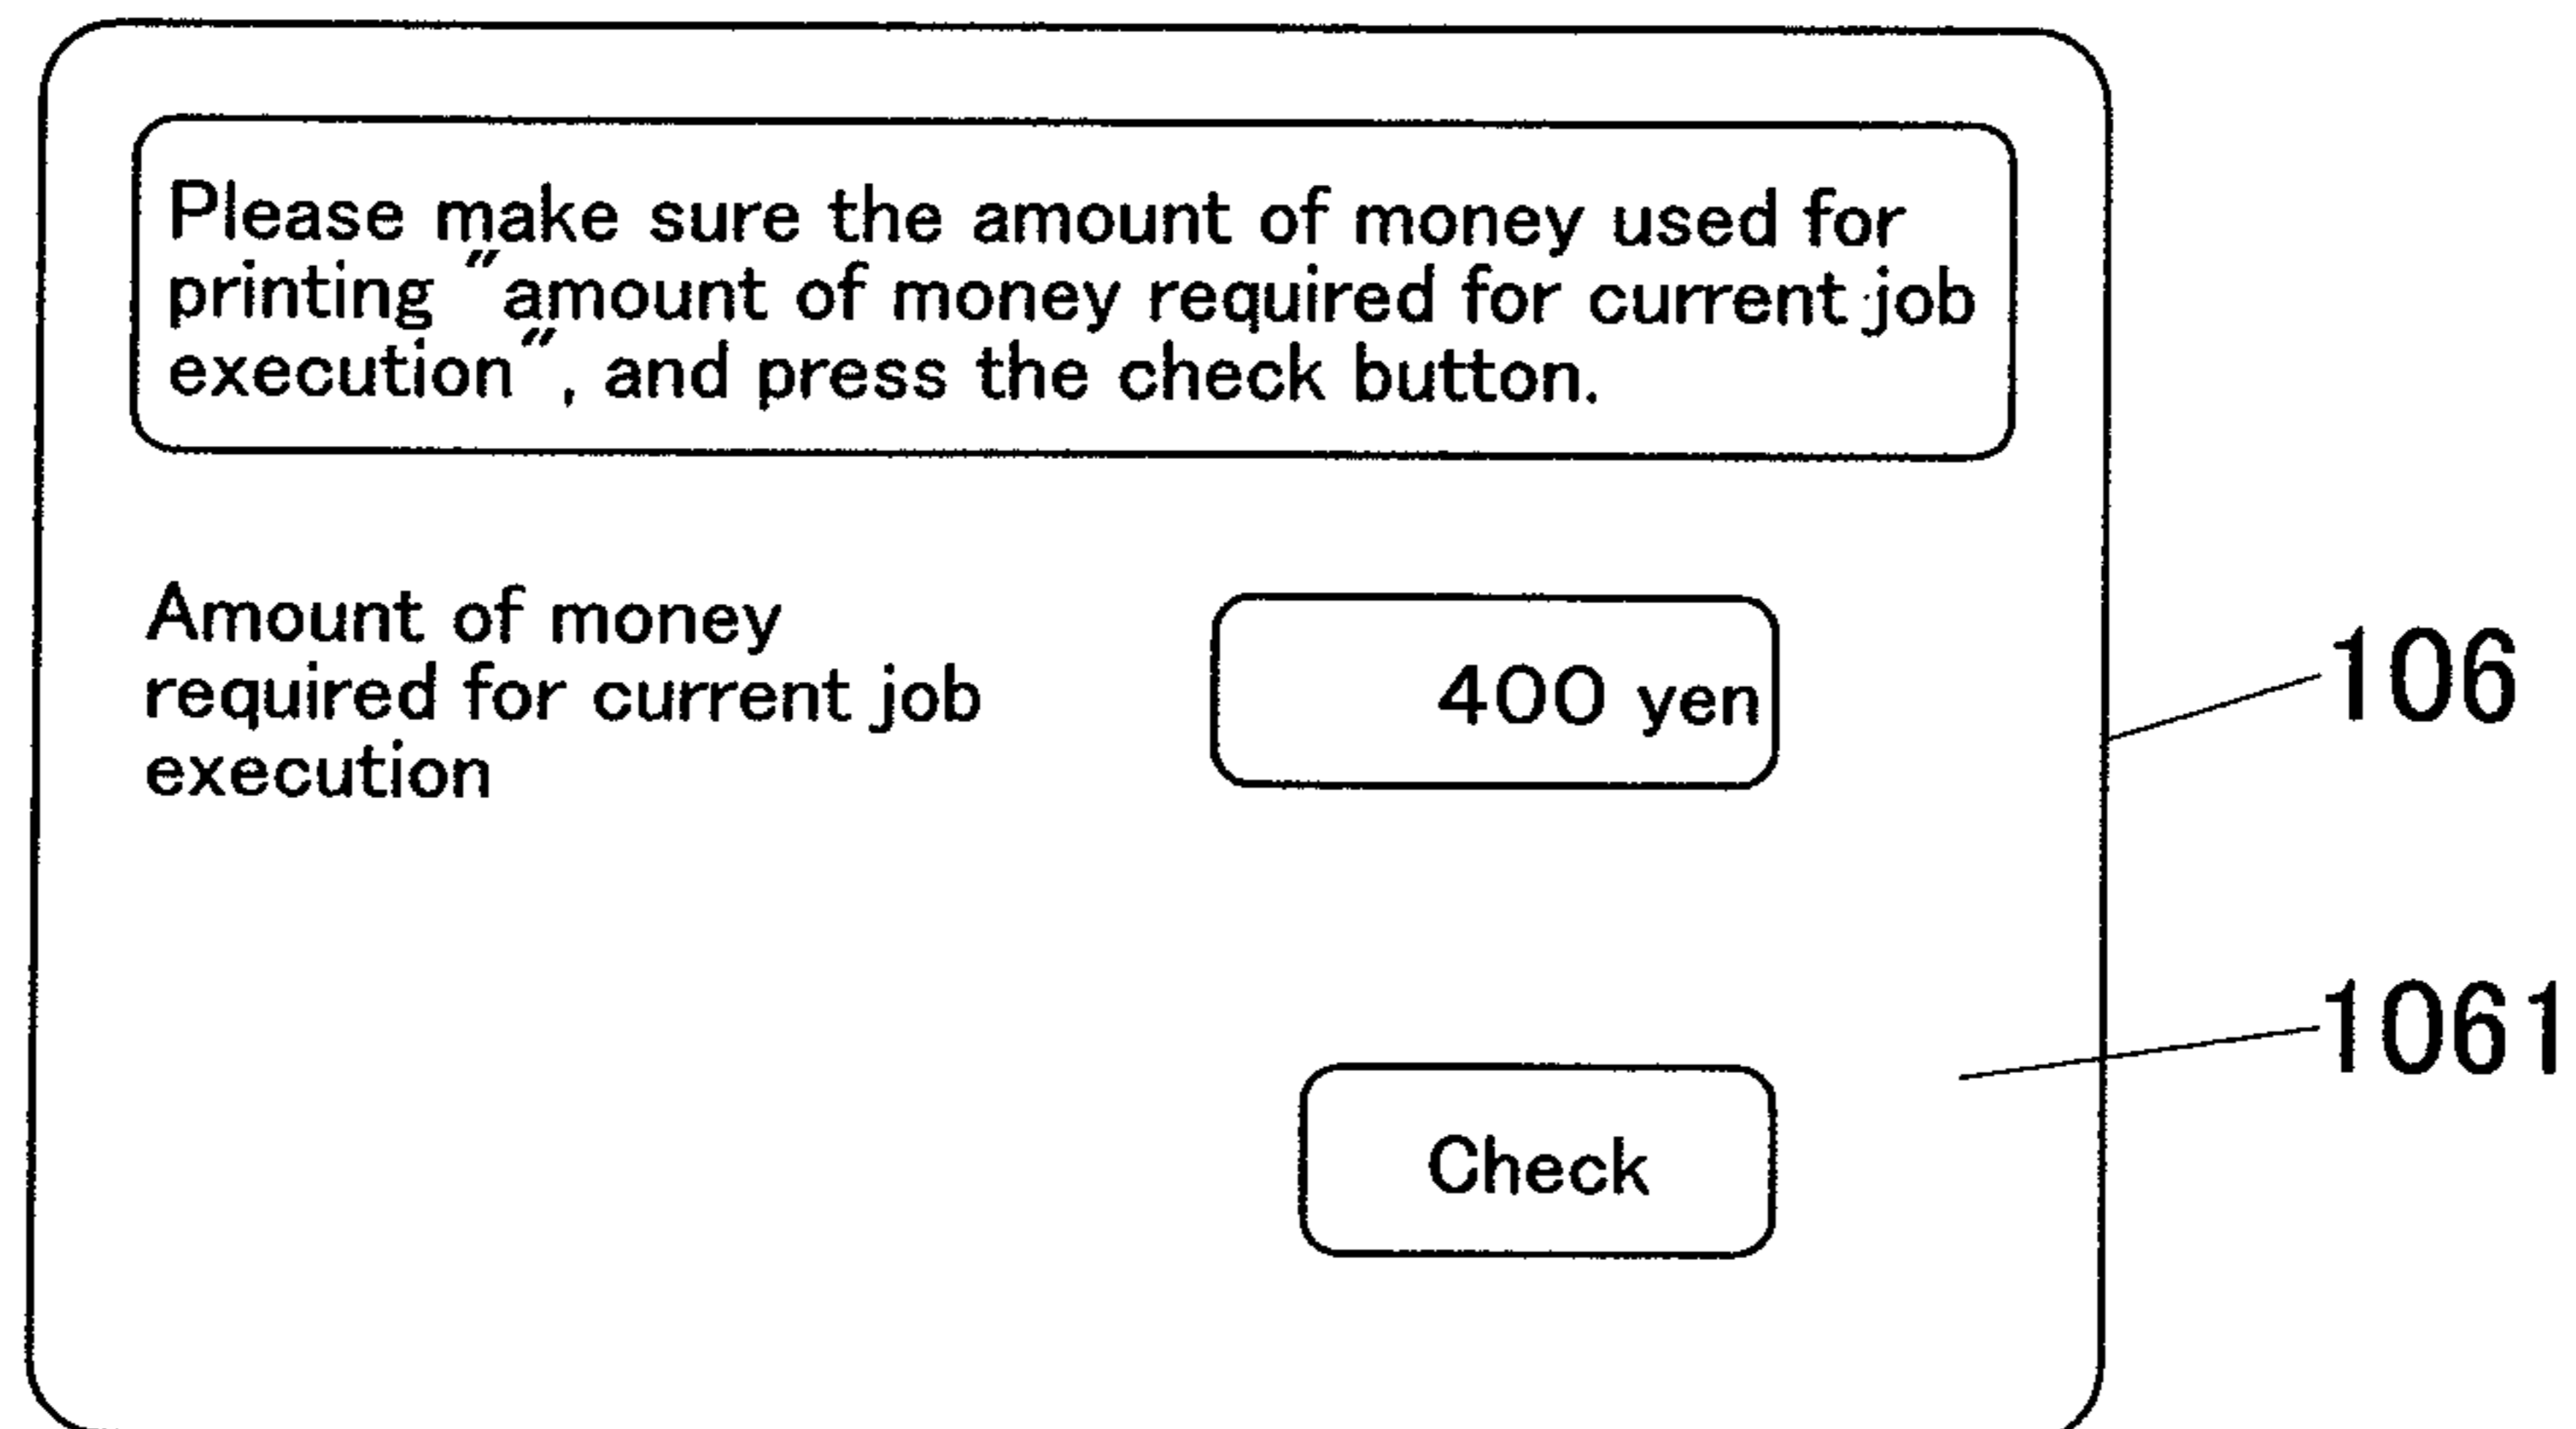 Please make sure the amount of money used for
printing "amount of money required for current job
execution", and press the check button.
Amount of money
required for current job
execution
400 yen
106
1061
Check